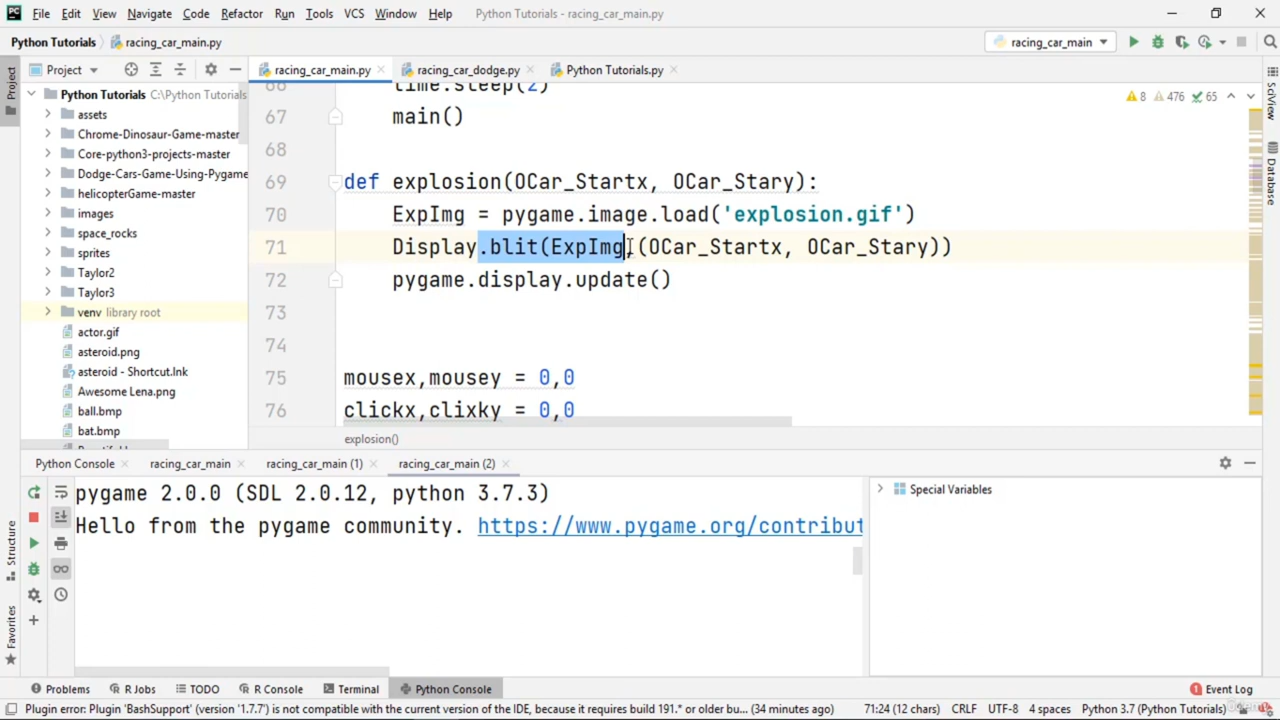 PC File Edit View Navigate Code Refactor Run Tools VCS Window Help Python Tutorials - racing_car_main.py
Python Tutorials racing_car_main.py racing_car_main
Project racing_car_main.py racing_car_dodge.py Python Tutorials.py
Project
Python Tutorials C:\Python Tutorials
assets
Chrome-Dinosaur-Game-master
Core-python3-projects-master
Dodge-Cars-Game-Using-Pygame
helicopterGame-master
images
space_rocks
sprites
Taylor2
Taylor3
venv library root
actor.gif
asteroid.png
asteroid - Shortcut.lnk
Awesome Lena.png
ball.bmp
bat.bmp
8 476 65
66 time.sleep(2)
67 main()
68
69 def explosion(OCar_Startx, OCar_Stary):
70 ExpImg = pygame.image.load('explosion.gif')
71 Display.blit(ExpImg,(OCar_Startx, OCar_Stary))
72 pygame.display.update()
73
74
75 mousex,mousey = 0,0
76 clickx,clixky = 0,0
explosion()
SciView
Database
Python Console racing_car_main racing_car_main (1) racing_car_main (2)
pygame 2.0.0 (SDL 2.0.12, python 3.7.3)
Hello from the pygame community. https://www.pygame.org/contribut
Special Variables
Structure
Favorites
Problems R Jobs TODO R Console Terminal Python Console Event Log
Plugin error: Plugin 'BashSupport' (version '1.7.7') is not compatible with the current version of the IDE, because it requires build 191.* or older bu... (34 minutes ago) 71:24 (12 chars) CRLF UTF-8 4 spaces Python 3.7 (Python Tutorials)